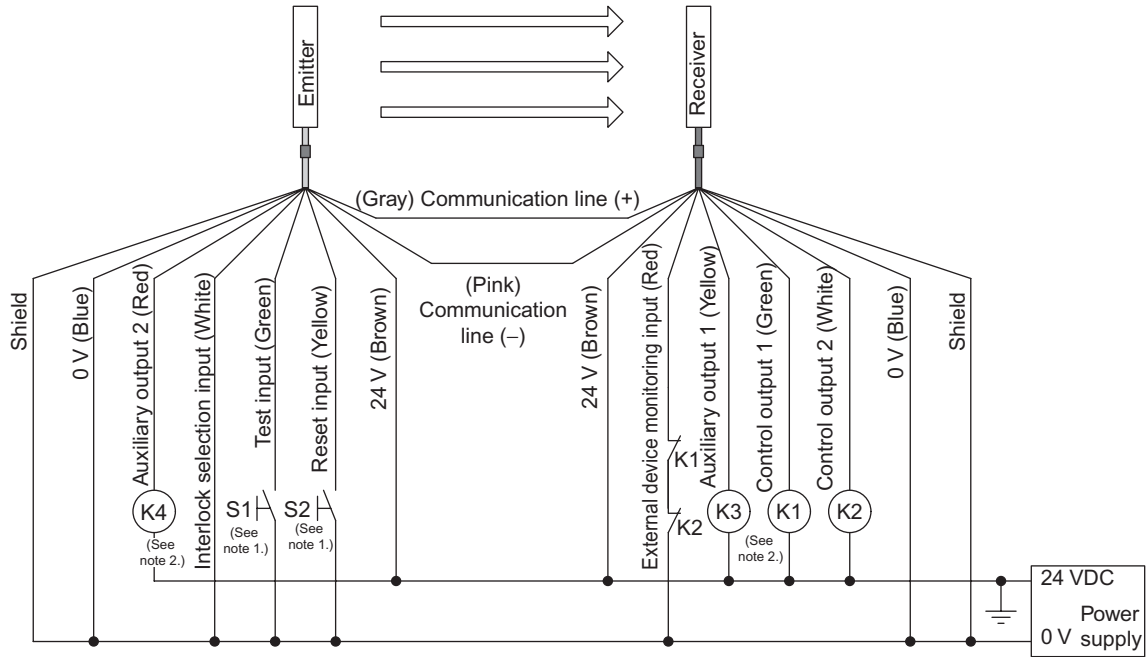 Emitter
Receiver
(Gray) Communication line (+)
(Pink)
Communication
line (–)
Shield
0 V (Blue)
Auxiliary output 2 (Red)
Interlock selection input (White)
Test input (Green)
Reset input (Yellow)
24 V (Brown)
24 V (Brown)
External device monitoring input (Red)
Auxiliary output 1 (Yellow)
Control output 1 (Green)
Control output 2 (White)
0 V (Blue)
Shield
K4
(See
note 2.)
S1
(See
note 1.)
S2
(See
note 1.)
K1
K2
K3
K1
(See
note 2.)
K2
24 VDC
Power
supply
0 V